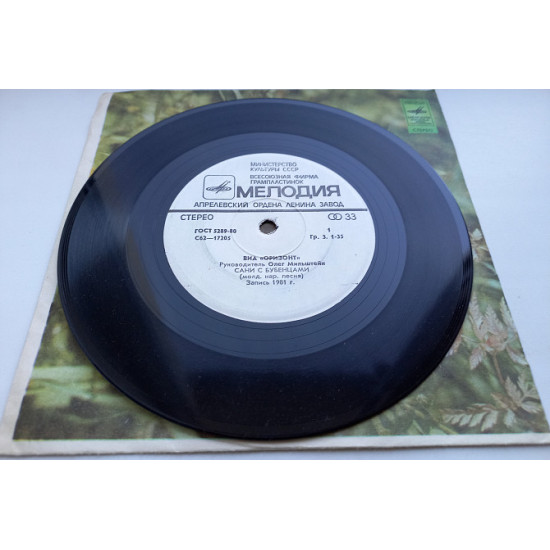 МИНИСТЕРСТВО
КУЛЬТУРЫ СССР
ВСЕСОЮЗНАЯ ФИРМА
ГРАМПЛАСТИНОК
МЕЛОДИЯ
АПРЕЛЕВСКИЙ ОРДЕНА ЛЕНИНА ЗАВОД
СТЕРЕО 33
ГОСТ 5289-80 1
С62—17205 Гр. 3. 1-33
ВИА «ОРИЗОНТ»
Руководитель Олег Мильштейн
САНИ С БУБЕНЦАМИ
(молд. нар. песня)
Запись 1981 г.